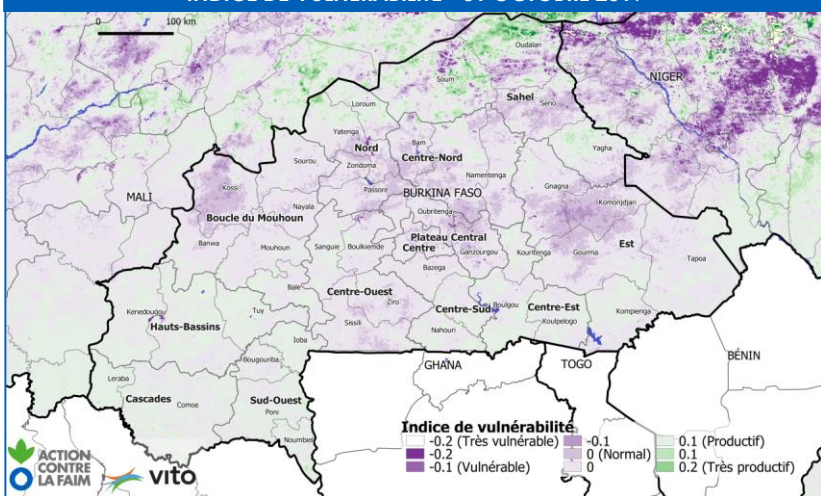 INDICE DE VULNÉRABILITÉ - OCTOBRE
0 100 km
Oudalan
NIGER
Soum
Sahel
Seno
Loroum
Yatenga
Bam
Yagha
Nord
Sourou
Zondoma
Centre-Nord
Namentenga
Kossi
Passore
BURKINA FASO
Gnagna
MALI
Komonjdjari
Nayala
Oubritenga
Boucle du Mouhoun
Banwa
Mouhoun
Sanguie
Boulkiemde
Plateau Central
Centre
Ganzourgou
Kouritenga
Gourma
Est
Tapoa
Bazega
Bale
Centre-Ouest
Ziro
Kenedougou
Tuy
Hauts-Bassins
Sissili
Centre-Sud
Boulgou
Centre-Est
Koulpelogo
Kompienga
Nahouri
Ioba
Bougouriba
GHANA
TOGO
BÉNIN
Leraba
Cascades
Comoe
Sud-Ouest
Poni
Noumbiel
Indice de vulnérabilité
-0.2 (Très vulnérable)
-0.2
-0.1 (Vulnérable)
-0.1
0 (Normal)
0
0.1 (Productif)
0.1
0.2 (Très productif)
ACTION
CONTRE
LA FAIM
vito